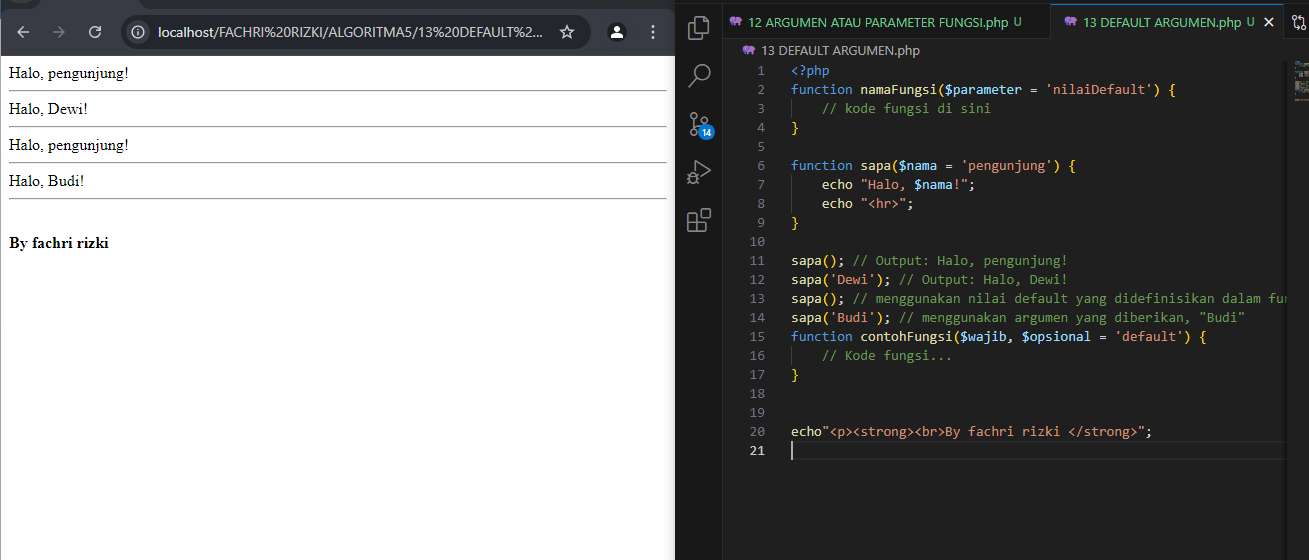 localhost/FACHRI%20RIZKI/ALGORITMA5/13%20DEFAULT%2...
Halo, pengunjung!
Halo, Dewi!
Halo, pengunjung!
Halo, Budi!
By fachri rizki
14
12 ARGUMEN ATAU PARAMETER FUNGSI.php U
13 DEFAULT ARGUMEN.php U
13 DEFAULT ARGUMEN.php
1 <?php
2 function namaFungsi($parameter = 'nilaiDefault') {
3     // kode fungsi di sini
4 }
5
6 function sapa($nama = 'pengunjung') {
7     echo "Halo, $nama!";
8     echo "<hr>";
9 }
10
11 sapa(); // Output: Halo, pengunjung!
12 sapa('Dewi'); // Output: Halo, Dewi!
13 sapa(); // menggunakan nilai default yang didefinisikan dalam fu
14 sapa('Budi'); // menggunakan argumen yang diberikan, "Budi"
15 function contohFungsi($wajib, $opsional = 'default') {
16     // Kode fungsi...
17 }
18
19
20 echo"<p><strong><br>By fachri rizki </strong>";
21